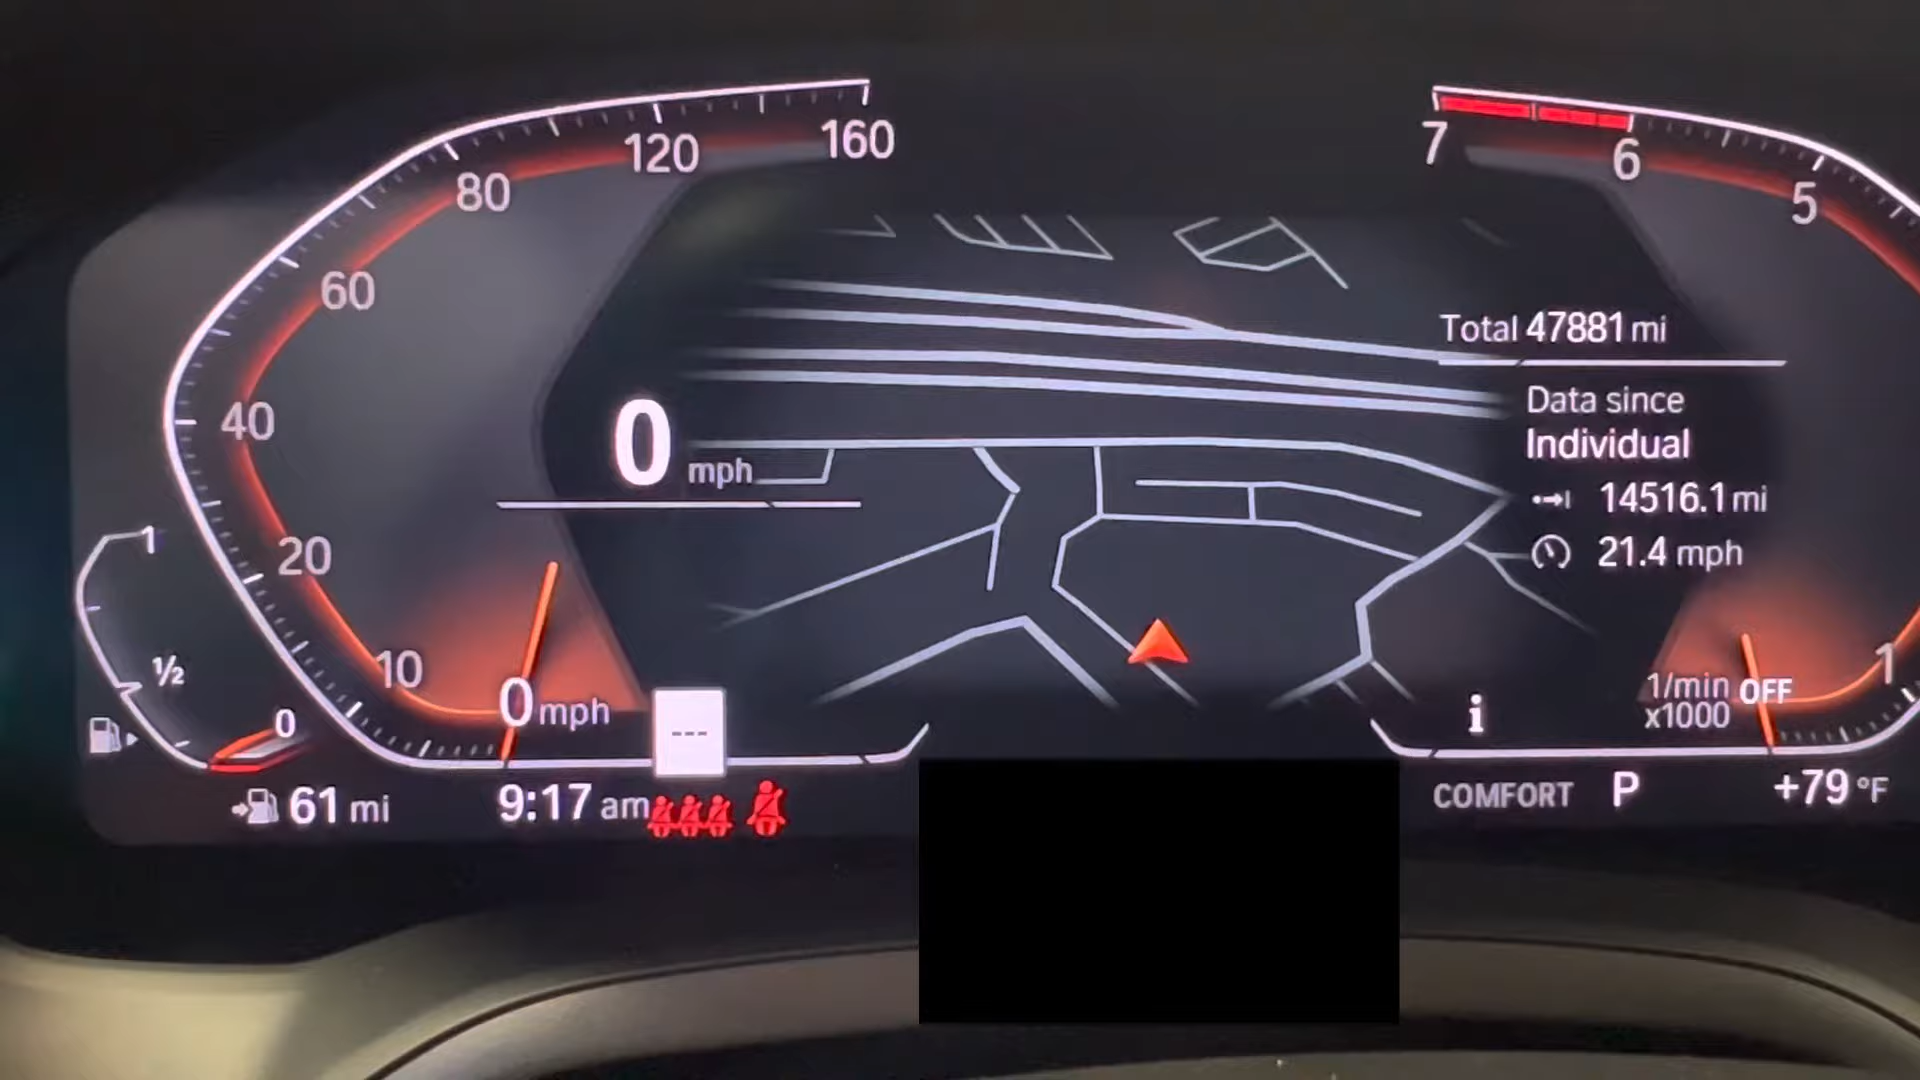 120
160
80
60
40
20
10
0 mph
0 mph
1
½
0
61 mi
9:17 am
---
7
6
5
1
Total 47881 mi
Data since
Individual
14516.1 mi
21.4 mph
i
1/min
x1000
OFF
COMFORT
P
+79 °F